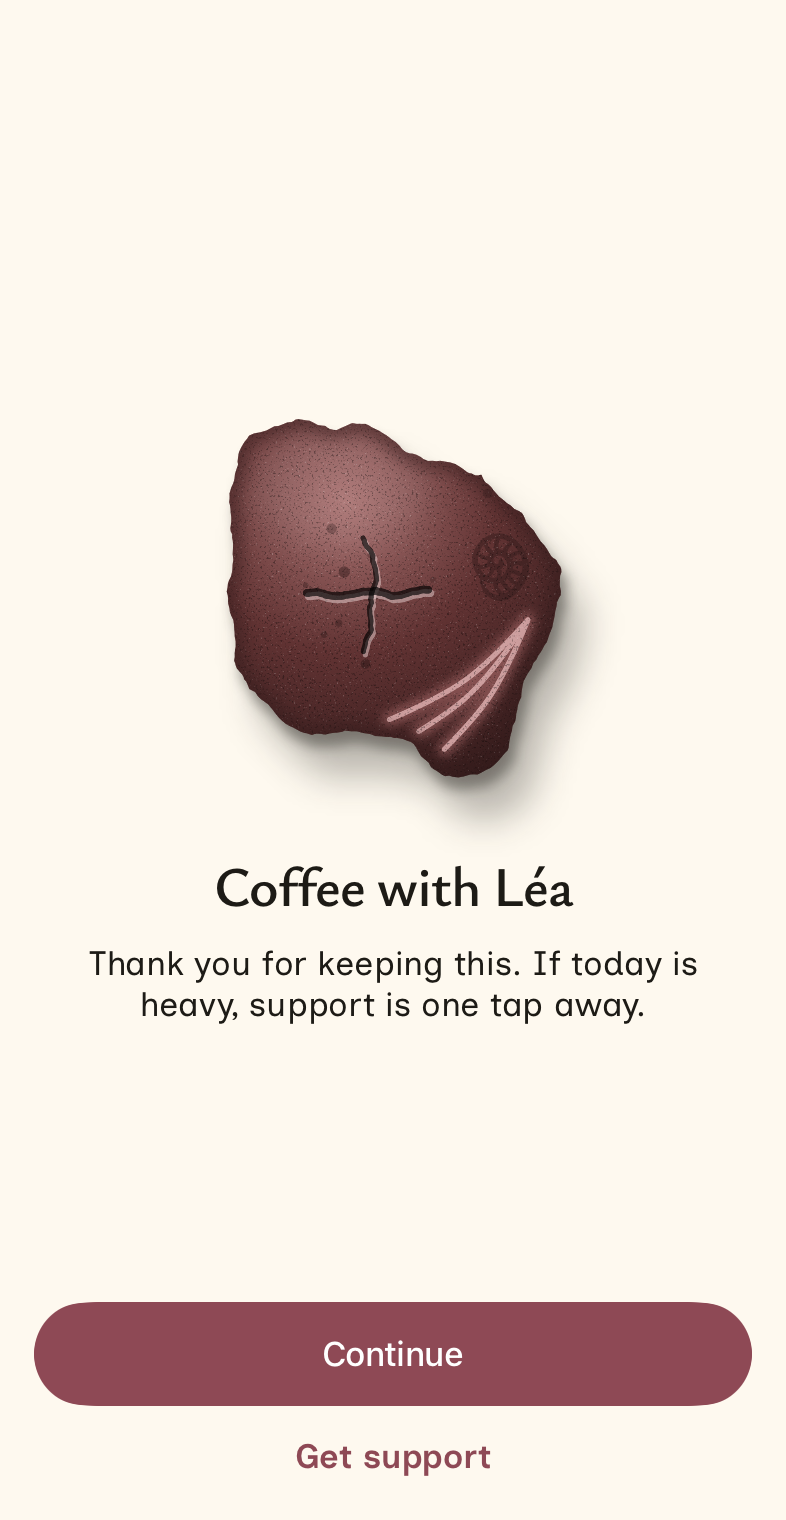 Coffee with Léa
Thank you for keeping this. If today is
heavy, support is one tap away.
Continue
Get support